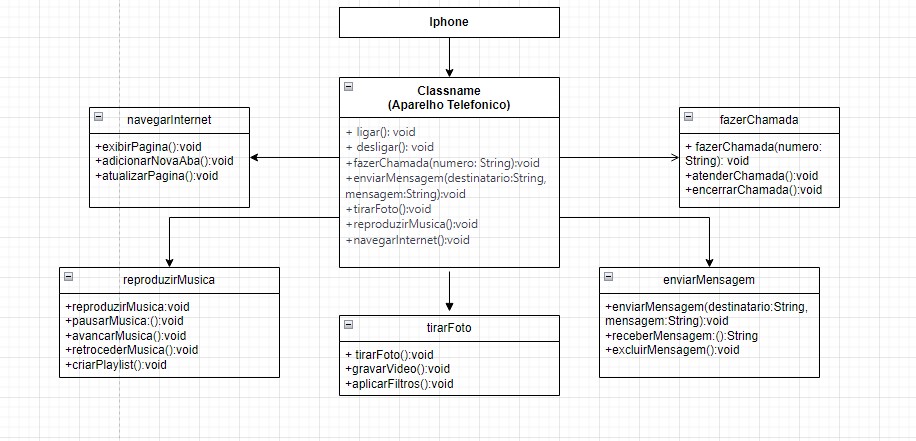 Iphone
Classname
(Aparelho Telefonico)
+ ligar(): void
+ desligar(): void
+fazerChamada(numero: String):void
+enviarMensagem(destinatario:String,
mensagem:String):void
+tirarFoto():void
+reproduzirMusica():void
+navegarInternet():void
navegarInternet
+exibirPagina():void
+adicionarNovaAba():void
+atualizarPagina():void
fazerChamada
+ fazerChamada(numero:
String): void
+atenderChamada():void
+encerrarChamada():void
reproduzirMusica
+reproduzirMusica:void
+pausarMusica:():void
+avancarMusica():void
+retrocederMusica():void
+criarPlaylist():void
tirarFoto
+ tirarFoto():void
+gravarVideo():void
+aplicarFiltros():void
enviarMensagem
+enviarMensagem(destinatario:String,
mensagem:String):void
+receberMensagem:():String
+excluirMensagem():void